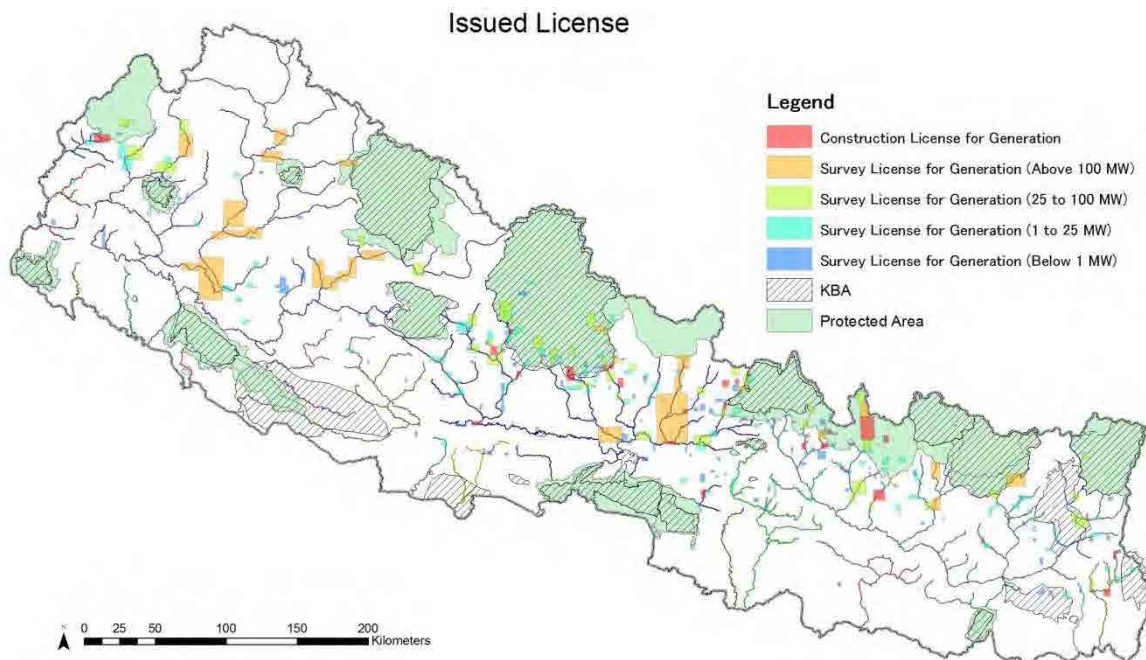 Issued License
Legend
Construction License for Generation
Survey License for Generation (Above 100 MW)
Survey License for Generation (25 to 100 MW)
Survey License for Generation (1 to 25 MW)
Survey License for Generation (Below 1 MW)
KBA
Protected Area
N
0 25 50 100 150 200
Kilometers